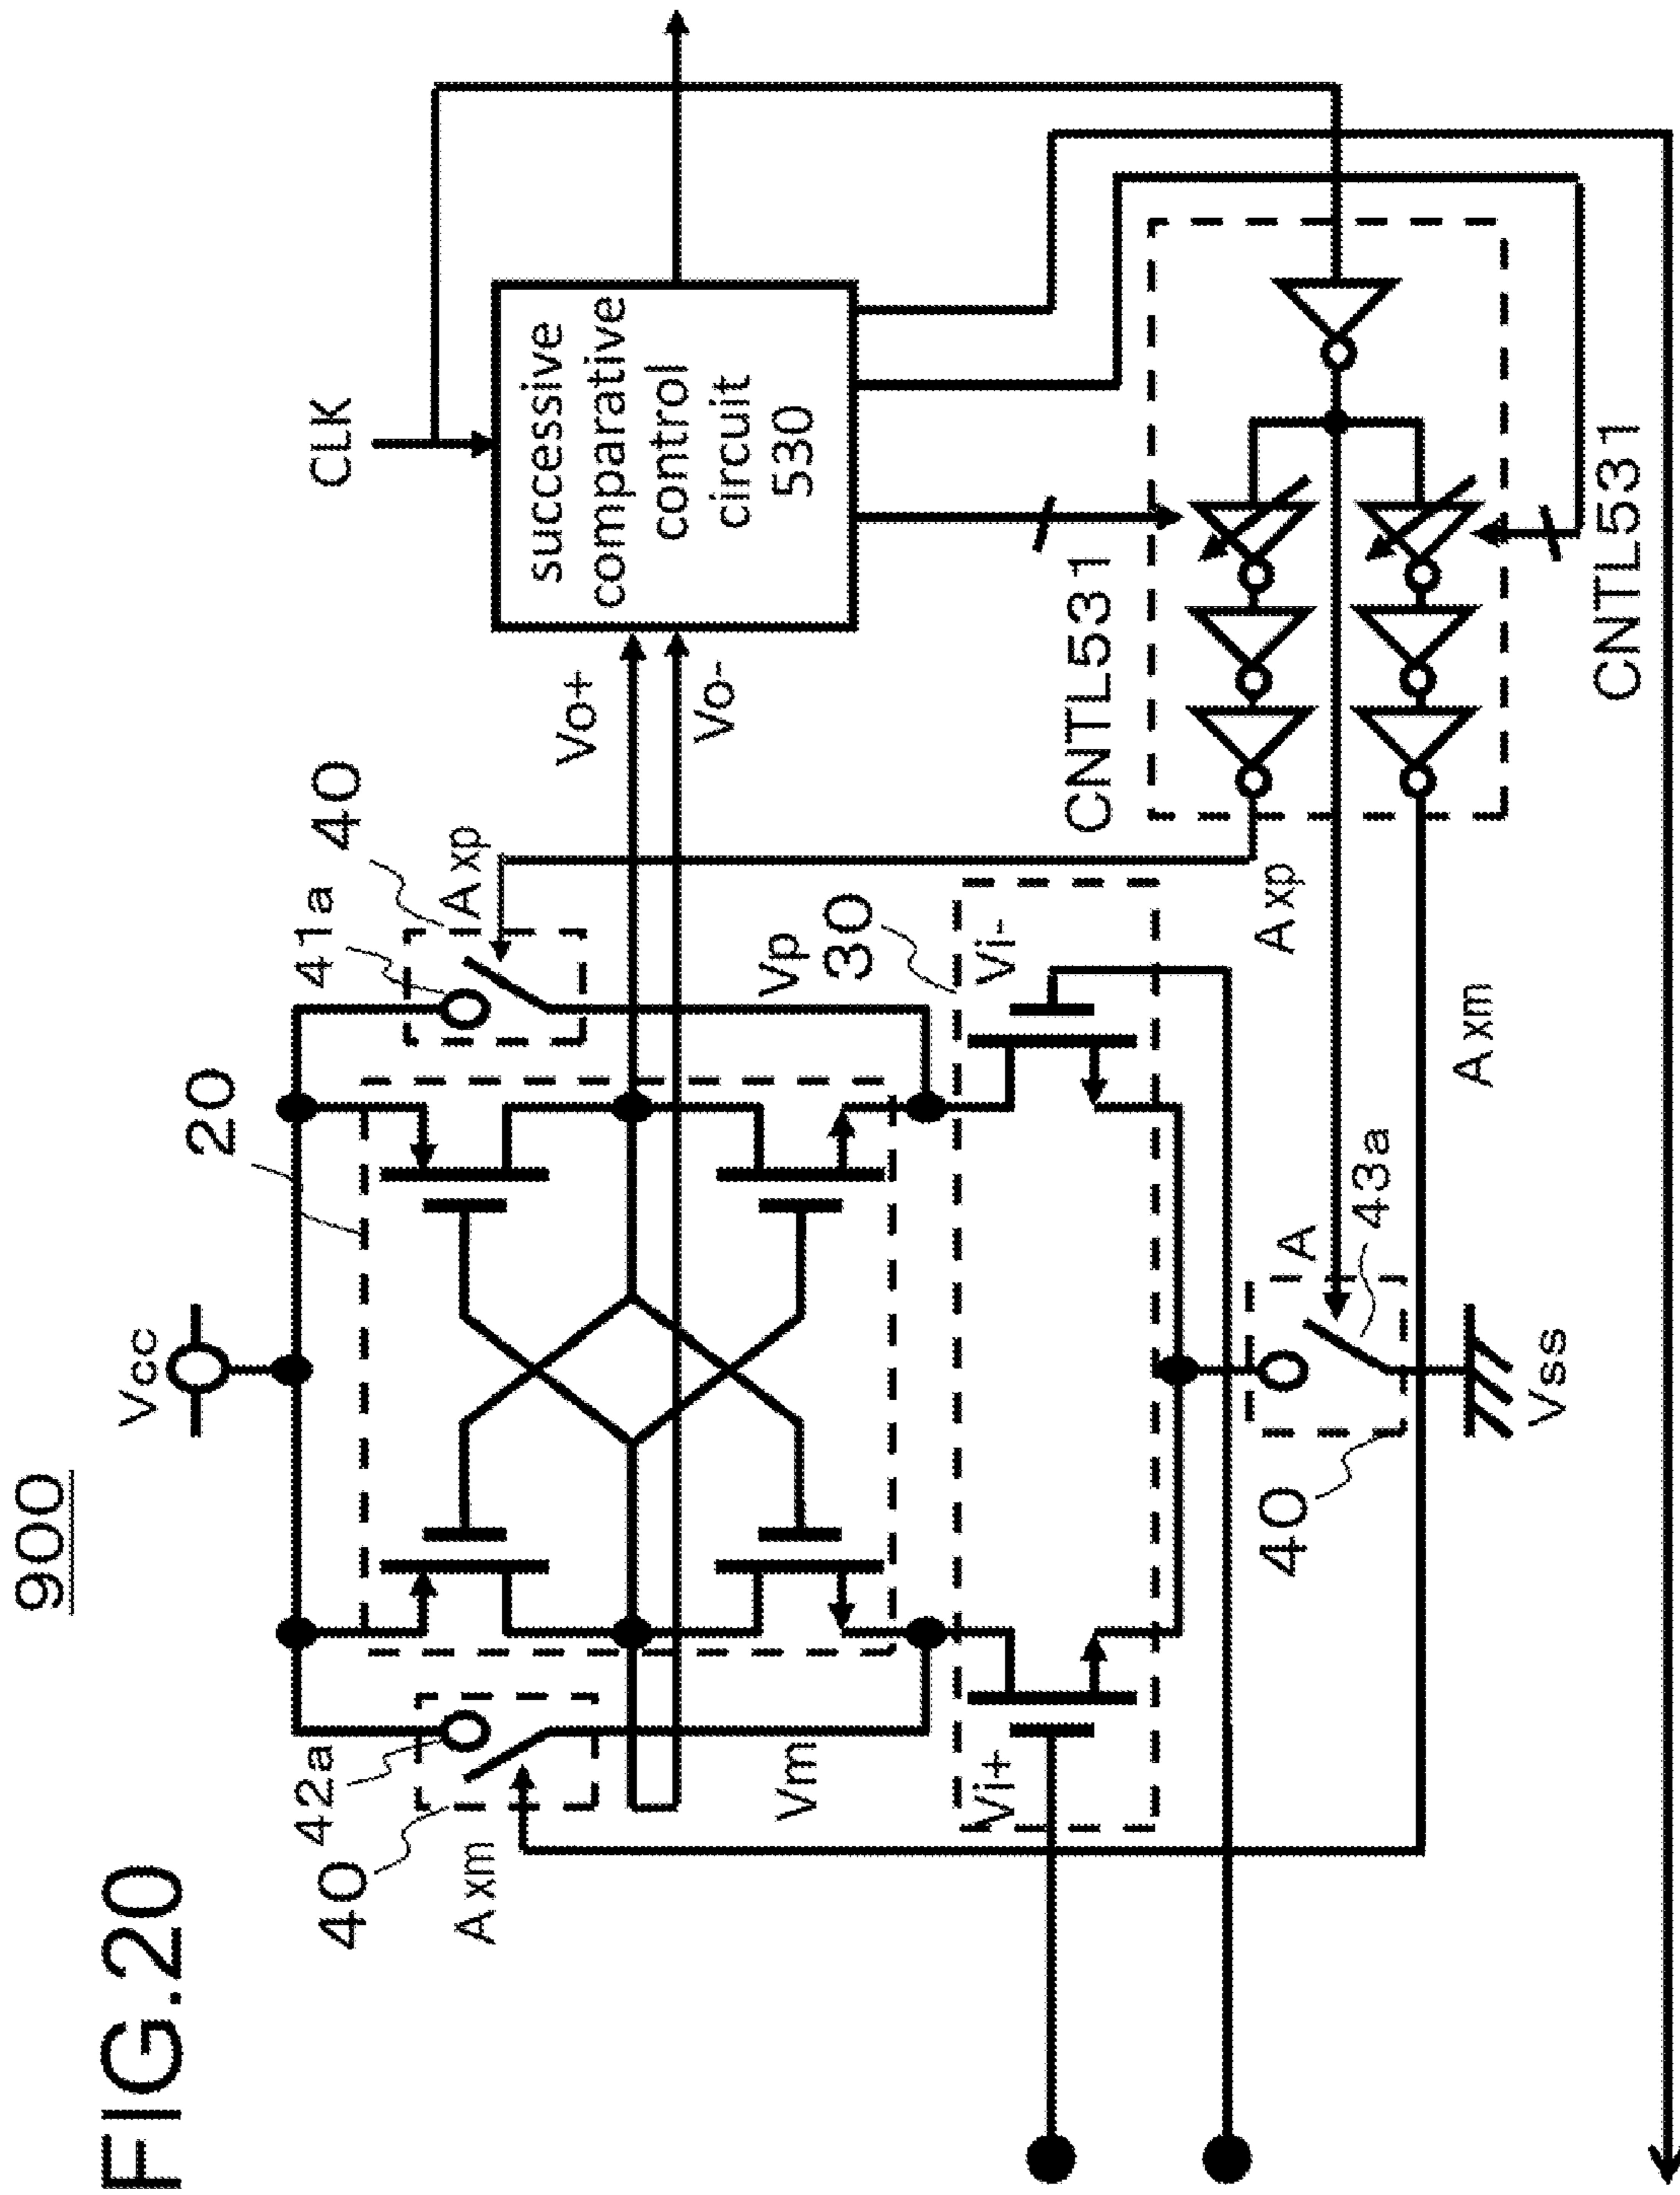 FIG.20
900
Vcc
20
40
42a
Axm
41a
40
Axp
CLK
successive
comparative
control
circuit
530
Vo+
Vo-
Vm
Vp
30
Vi+
Vi-
CNTL531
Axp
A
43a
40
Vss
Axm
CNTL531